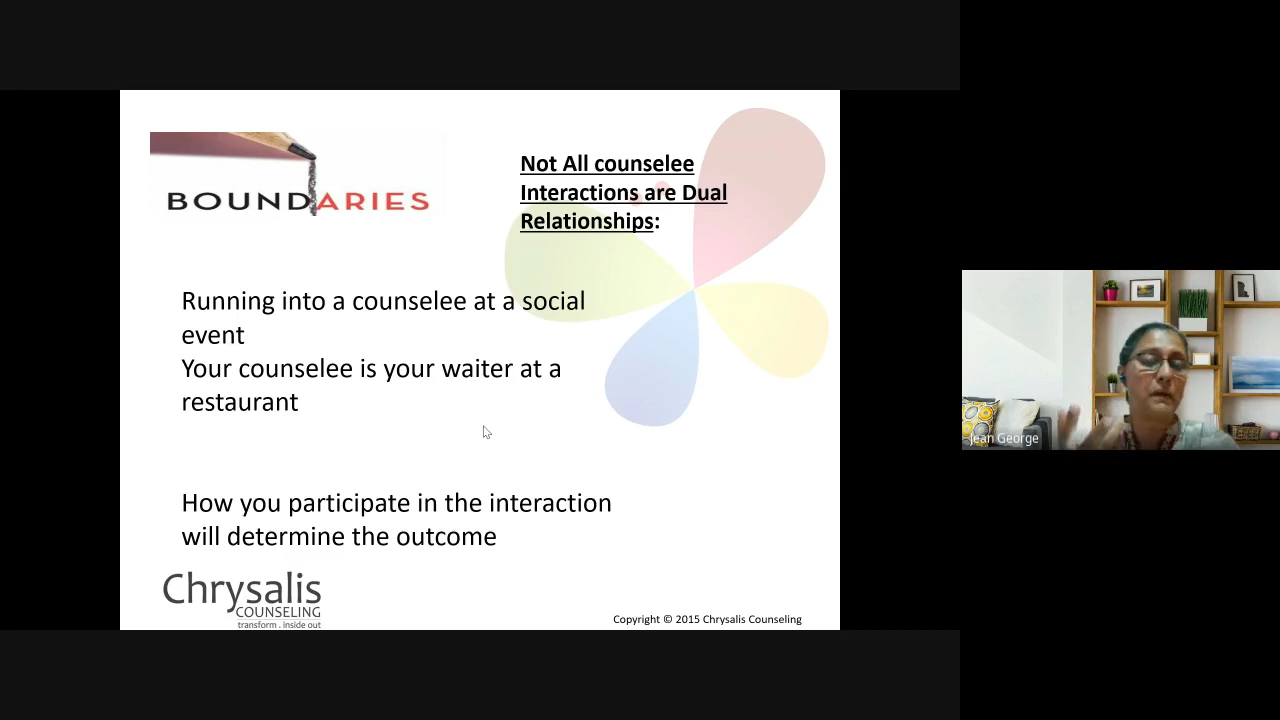 BOUNDARIES
Not All counselee
Interactions are Dual
Relationships:
Running into a counselee at a social
event
Your counselee is your waiter at a
restaurant
How you participate in the interaction
will determine the outcome
Chrysalis
COUNSELING
transform . inside out
Copyright © 2015 Chrysalis Counseling
Jean George